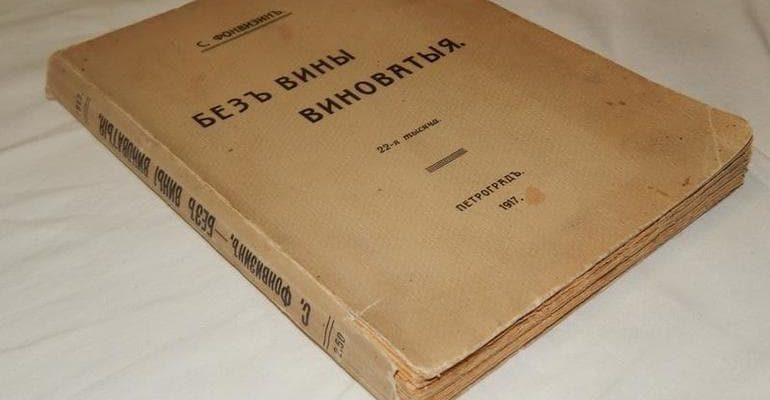 С. ФОНВИЗИНЪ.
БЕЗЪ ВИНЫ
ВИНОВАТЫЯ.
22-я тысяча.
ПЕТРОГРАДЪ.
1917.
С. ФОНВИЗИНЪ. — БЕЗЪ ВИНЫ ВИНОВАТЫЯ.